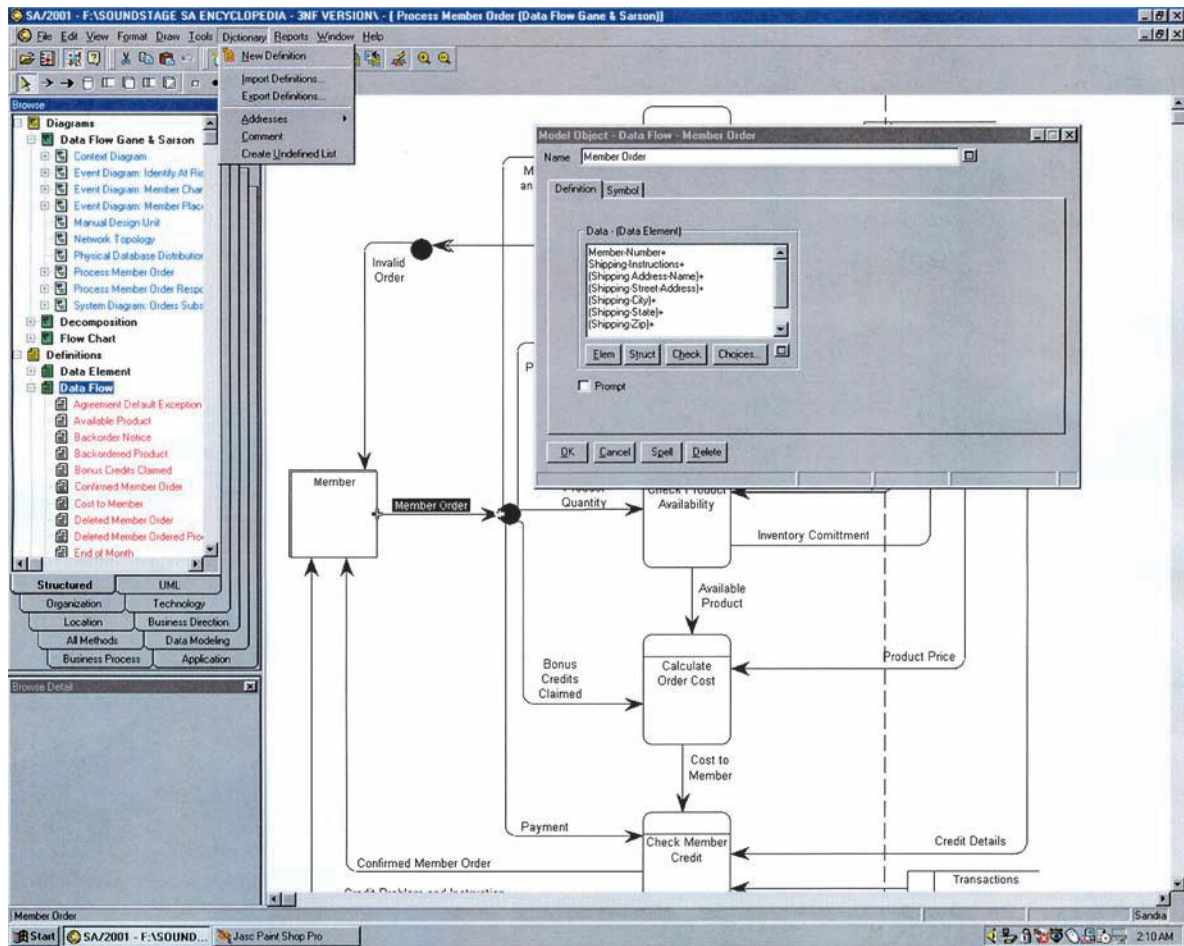 SA/2001 - F:\SOUNDSTAGE SA ENCYCLOPEDIA - 3NF VERSION\ - [ Process Member Order (Data Flow Gane & Sarson)]
File Edit View Format Draw Tools Dictionary Reports Window Help
New Definition
Import Definitions...
Export Definitions...
Addresses
Comment
Create Undefined List
Browse
Diagrams
Data Flow Gane & Sarson
Context Diagram
Event Diagram: Identify At Ris
Event Diagram: Member Char
Event Diagram: Member Place
Manual Design Unit
Network Topology
Physical Database Distribution
Process Member Order
Process Member Order Respo
System Diagram: Orders Subs
Decomposition
Flow Chart
Definitions
Data Element
Data Flow
Agreement Default Exception
Available Product
Backorder Notice
Backordered Product
Bonus Credits Claimed
Confirmed Member Order
Cost to Member
Deleted Member Order
Deleted Member Ordered Pro
End of Month
Structured UML
Organization Technology
Location Business Direction
All Methods Data Modeling
Business Process Application
Browse Detail
Model Object - Data Flow - Member Order
Name Member Order
Definition Symbol
Data - (Data Element)
Member-Number+
Shipping-Instructions+
(Shipping Address-Name)+
(Shipping-Street-Address)+
(Shipping-City)+
(Shipping-State)+
(Shipping-Zip)+
Elem Struct Check Choices...
Prompt
OK Cancel Spell Delete
M
an
Invalid
Order
P
Member
Member Order
Product
Quantity
Check Product
Availability
Inventory Comittment
Available
Product
Bonus
Credits
Claimed
Calculate
Order Cost
Product Price
Cost to
Member
Payment
Check Member
Credit
Credit Details
Confirmed Member Order
Transactions
Credit Problem and Instruction
Member Order
Sandra
Start SA/2001 - F:\SOUND... Jasc Paint Shop Pro 2:10 AM